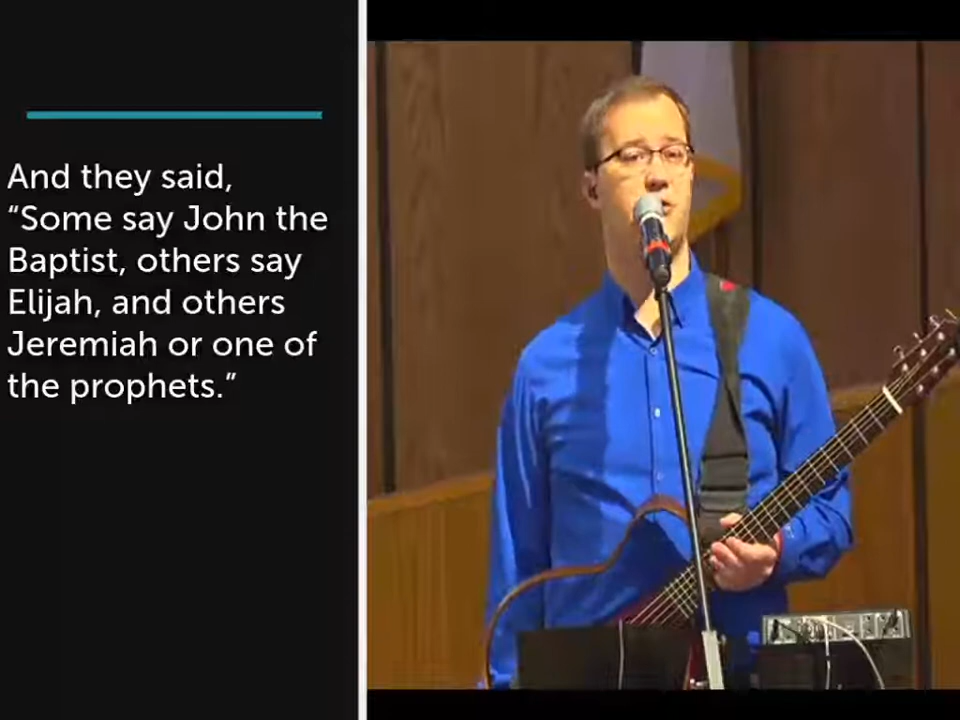 And they said,
“Some say John the
Baptist, others say
Elijah, and others
Jeremiah or one of
the prophets.”